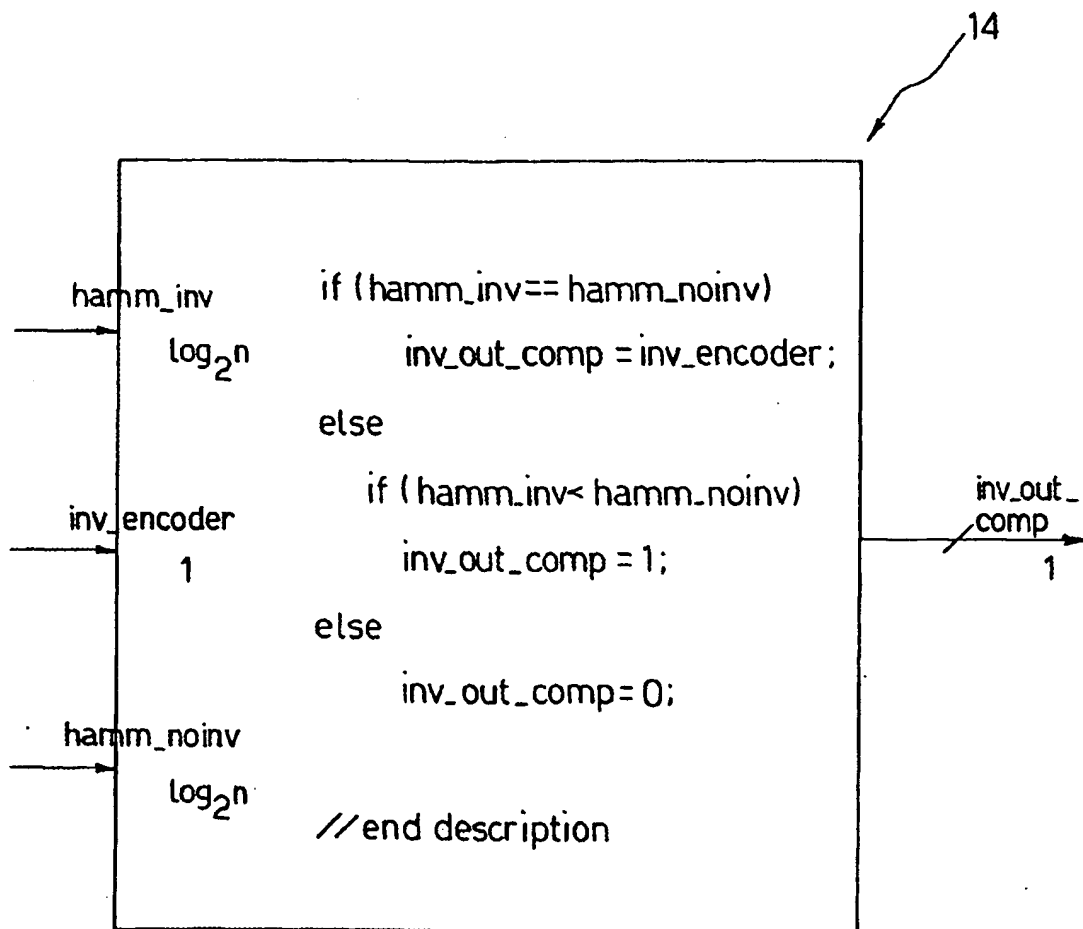 14
hamm_inv
log2n
if (hamm_inv== hamm_noinv)
inv_out_comp = inv_encoder;
else
if (hamm_inv< hamm_noinv)
inv_encoder
1
inv_out_comp = 1;
inv_out_
comp
1
else
inv_out_comp=0;
hamm_noinv
log2n
//end description